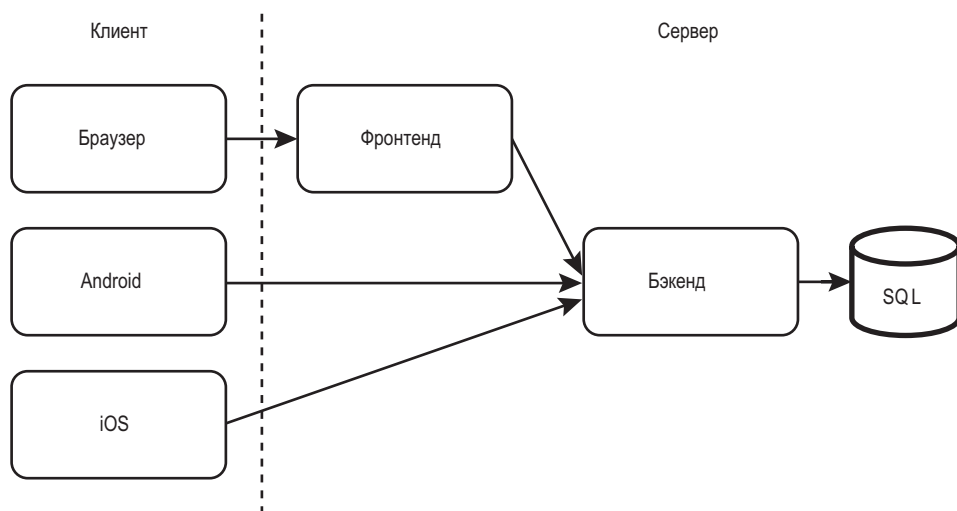 Клиент
Сервер
Браузер
Фронтенд
Android
Бэкенд
SQL
iOS